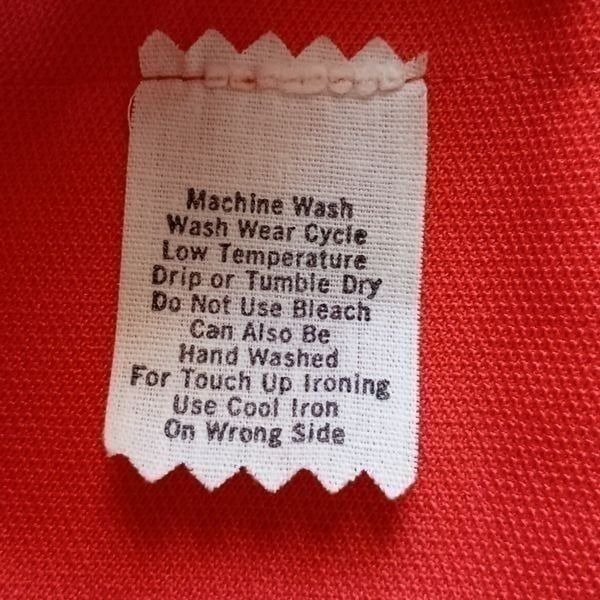 Machine Wash
Wash Wear Cycle
Low Temperature
Drip or Tumble Dry
Do Not Use Bleach
Can Also Be
Hand Washed
For Touch Up Ironing
Use Cool Iron
On Wrong Side